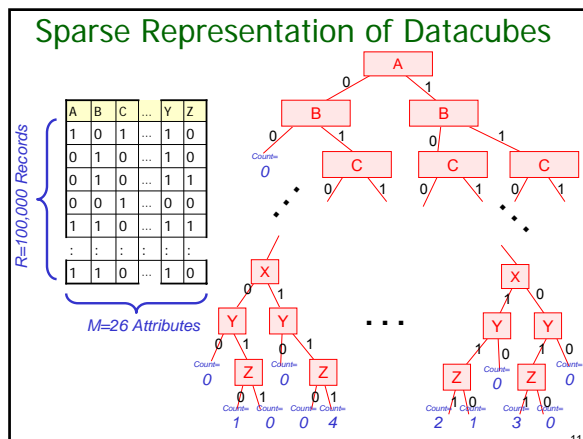 Sparse Representation of Datacubes
A B C ... Y Z
1 0 1 ... 1 0
0 1 0 ... 1 0
0 1 0 ... 1 1
0 0 1 ... 0 0
1 1 0 ... 1 1
: : : : : :
1 1 0 ... 1 0
R=100,000 Records
M=26 Attributes
A
0 1
B B
0 1 0 1
Count=
0
C C C
0 1 0 1 0 1
... ...
X ... X
0 1 1 0
Y Y Y Y
0 1 0 1 1 0 1 0
Count= Count= Count= Count=
0 0 0 0
Z Z Z Z
0 1 0 1 1 0 1 0
Count= Count= Count= Count= Count= Count= Count= Count=
1 0 0 4 2 1 3 0
11